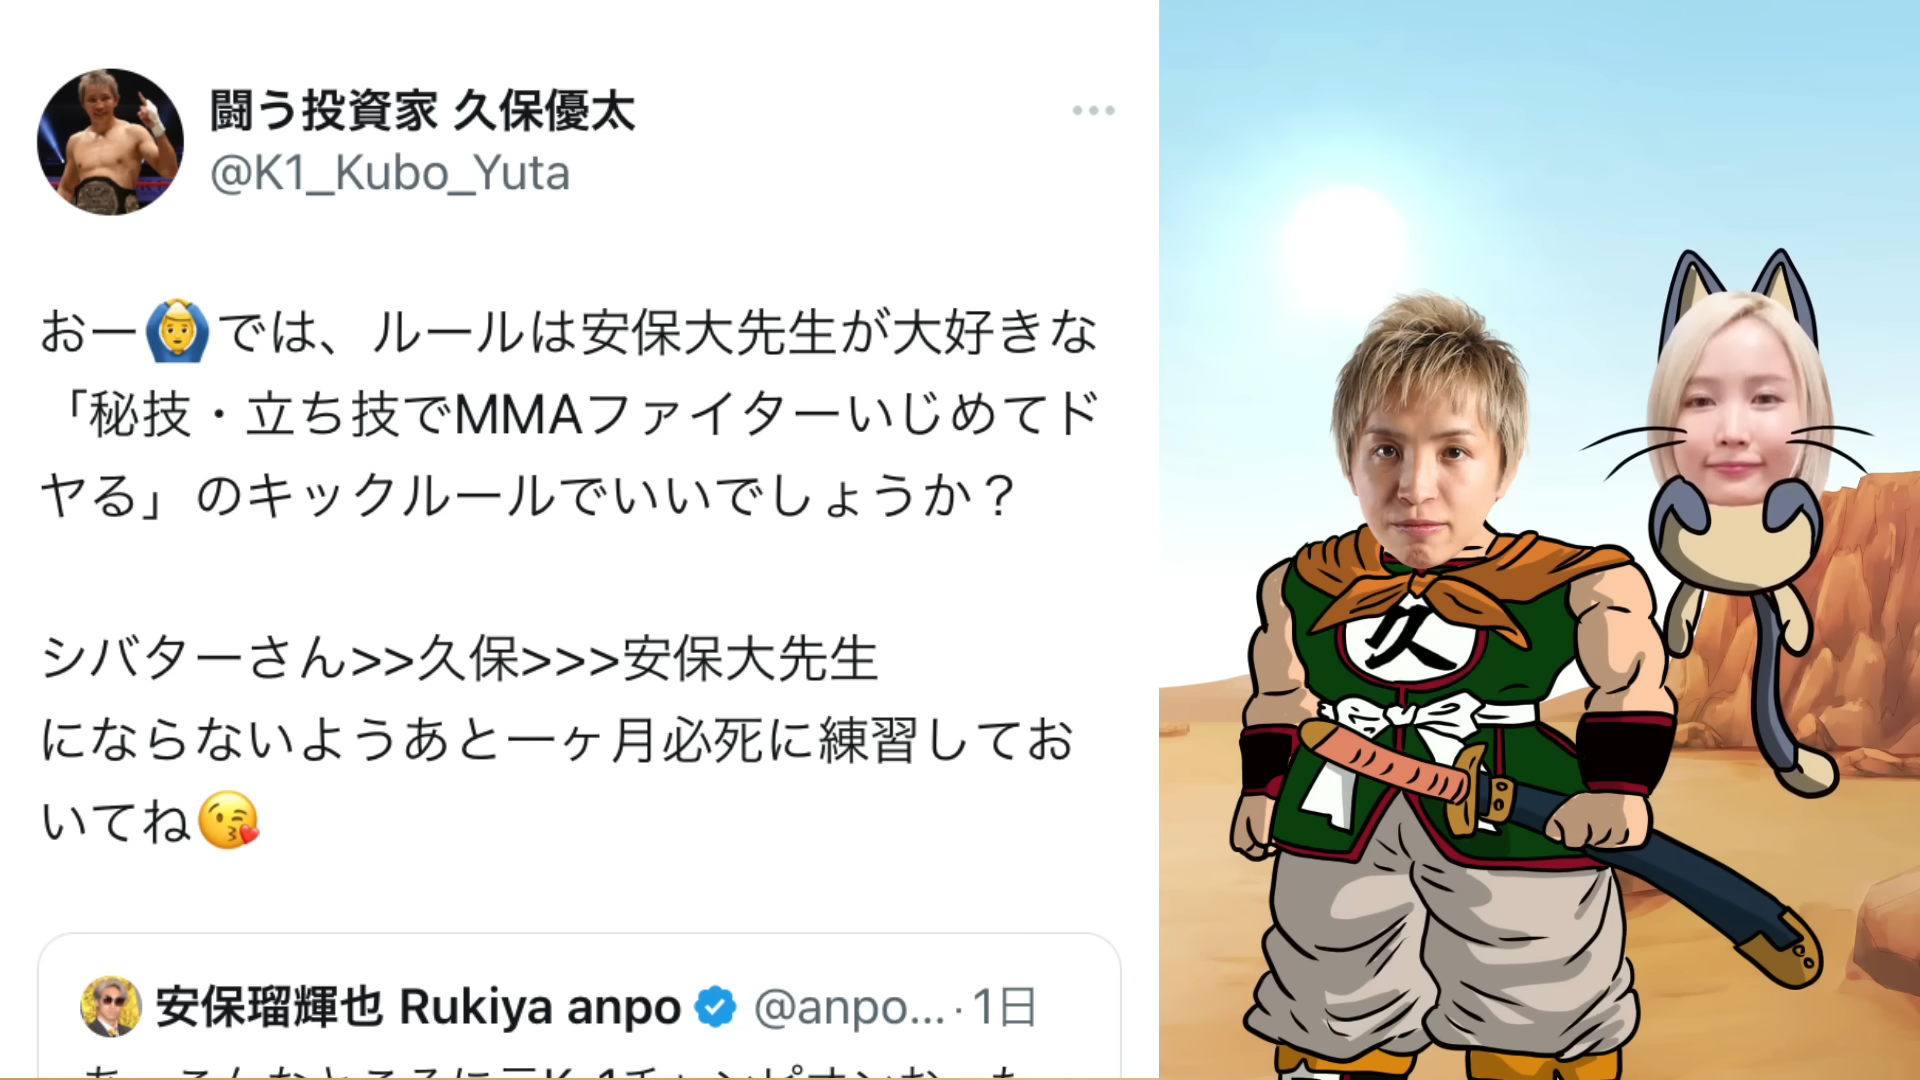 闘う投資家 久保優太
@K1_Kubo_Yuta
おー🙆では、ルールは安保大先生が大好きな
「秘技・立ち技でMMAファイターいじめてド
ヤる」のキックルールでいいでしょうか？
シバターさん>>久保>>>安保大先生
にならないようあと一ヶ月必死に練習してお
いてね😘
安保瑠輝也 Rukiya anpo @anpo... · 1日
久